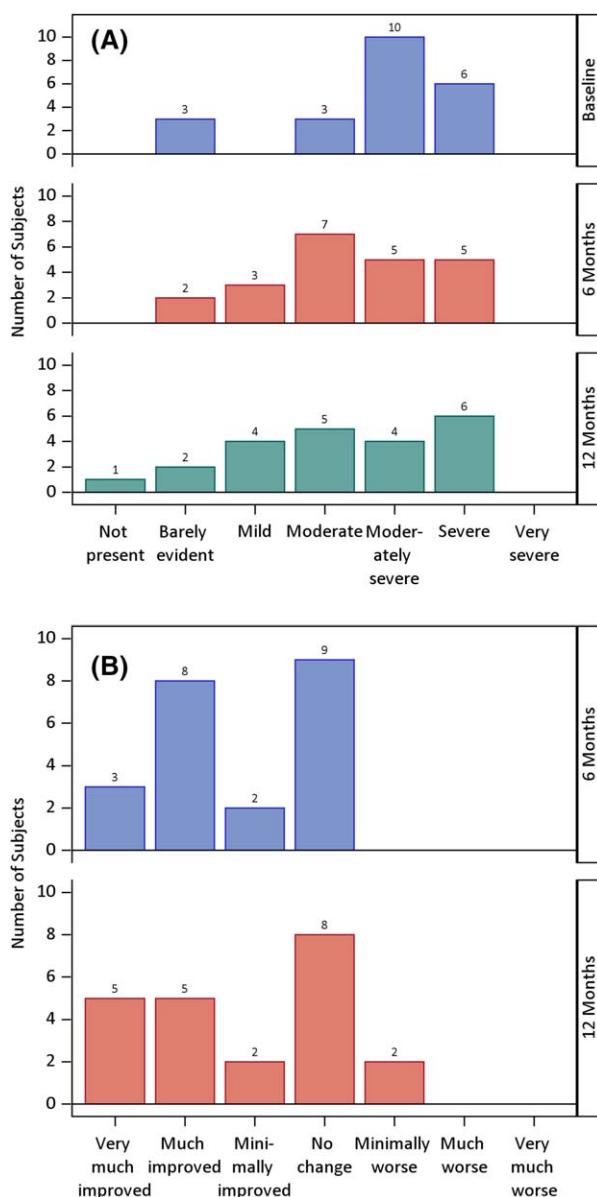 (A)
10
8
6
4
2
0
3
3
10
6
Baseline
10
8
6
4
2
0
2
3
7
5
5
6 Months
10
8
6
4
2
0
1
2
4
5
4
6
12 Months
Number of Subjects
Not present
Barely evident
Mild
Moderate
Moder-
ately
severe
Severe
Very severe
(B)
10
8
6
4
2
0
3
8
2
9
6 Months
10
8
6
4
2
0
5
5
2
8
2
12 Months
Number of Subjects
Very
much
improved
Much
improved
Mini-
mally
improved
No
change
Minimally
worse
Much
worse
Very
much
worse